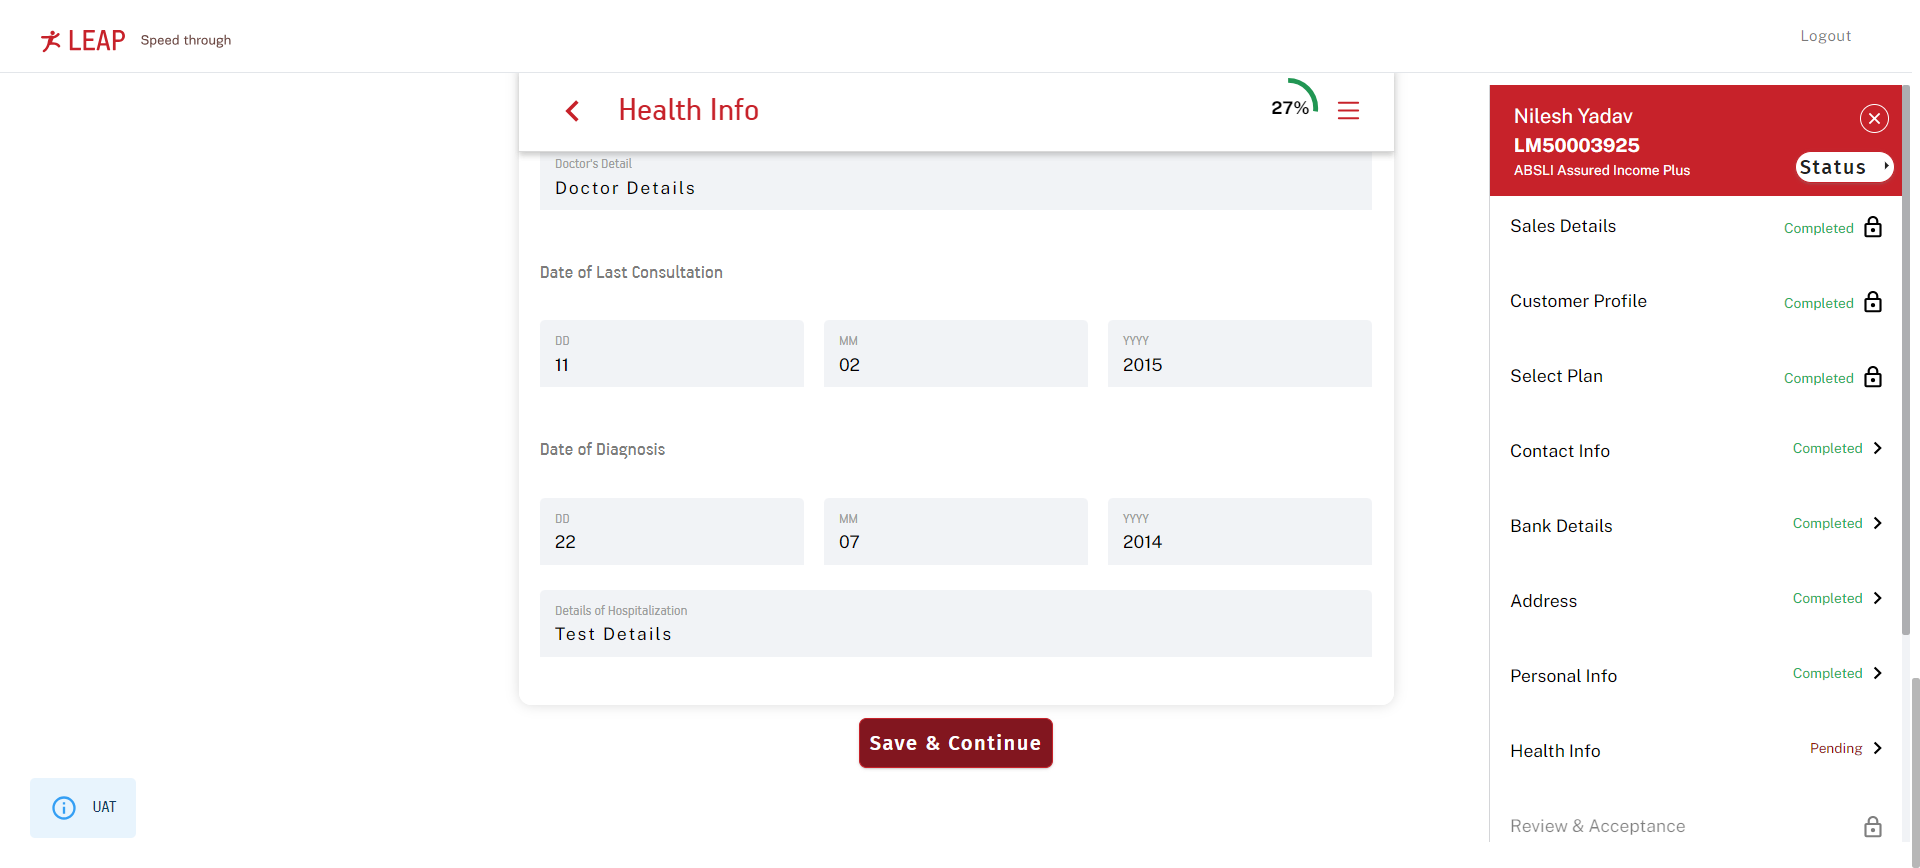 LEAP Speed through
Logout
Health Info
27%
Doctor's Detail
Doctor Details
Date of Last Consultation
DD
11
MM
02
YYYY
2015
Date of Diagnosis
DD
22
MM
07
YYYY
2014
Details of Hospitalization
Test Details
Save & Continue
UAT
Nilesh Yadav
LM50003925
ABSLI Assured Income Plus
Status
Sales Details Completed
Customer Profile Completed
Select Plan Completed
Contact Info Completed
Bank Details Completed
Address Completed
Personal Info Completed
Health Info Pending
Review & Acceptance